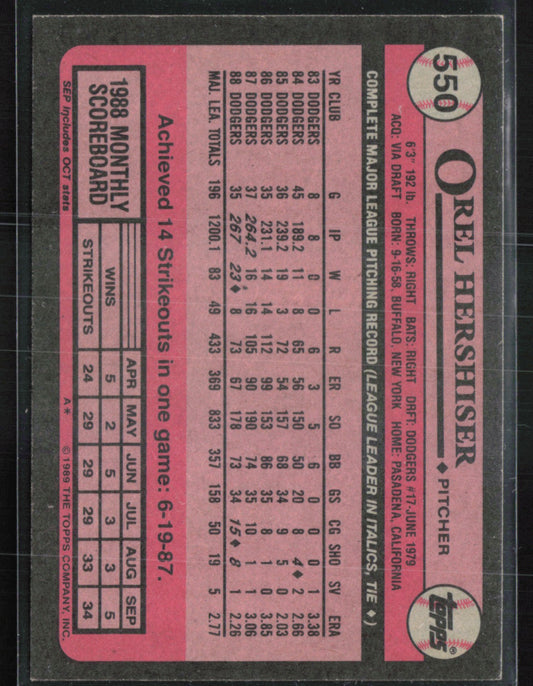 550
OREL HERSHISER ♦ PITCHER
topps®
6'3" 192 lb. THROWS: RIGHT BATS: RIGHT DRFT: DODGERS #17-JUNE 1979
ACQ: VIA DRAFT BORN: 9-16-58, BUFFALO, NEW YORK HOME: PASADENA, CALIFORNIA
COMPLETE MAJOR LEAGUE PITCHING RECORD (LEAGUE LEADER IN ITALICS, TIE ♦)
YR CLUB G IP W L R ER SO BB GS CG SHO SV ERA
83 DODGERS 8 8 0 0 6 3 5 6 0 0 0 1 3.38
84 DODGERS 45 189.2 11 8 65 56 150 50 20 8 4♦ 2 2.66
85 DODGERS 36 239.2 19 3 72 54 157 68 34 9 5 0 2.03
86 DODGERS 35 231.1 14 14 112 99 153 86 35 8 1 0 3.85
87 DODGERS 37 264.2 16 16 105 90 190 74 35 10 1 1 3.06
88 DODGERS 35 267 23♦ 8 73 67 178 73 34 15♦ 8 1 2.26
MAJ. LEA. TOTALS 196 1200.1 83 49 433 369 833 357 158 50 19 5 2.77
Achieved 14 Strikeouts in one game: 6-19-87.
1988 MONTHLY
SCOREBOARD
APR MAY JUN JUL AUG SEP
WINS 5 2 5 3 3 5
STRIKEOUTS 24 29 29 29 33 34
SEP includes OCT stats
A* © 1989 THE TOPPS COMPANY, INC.